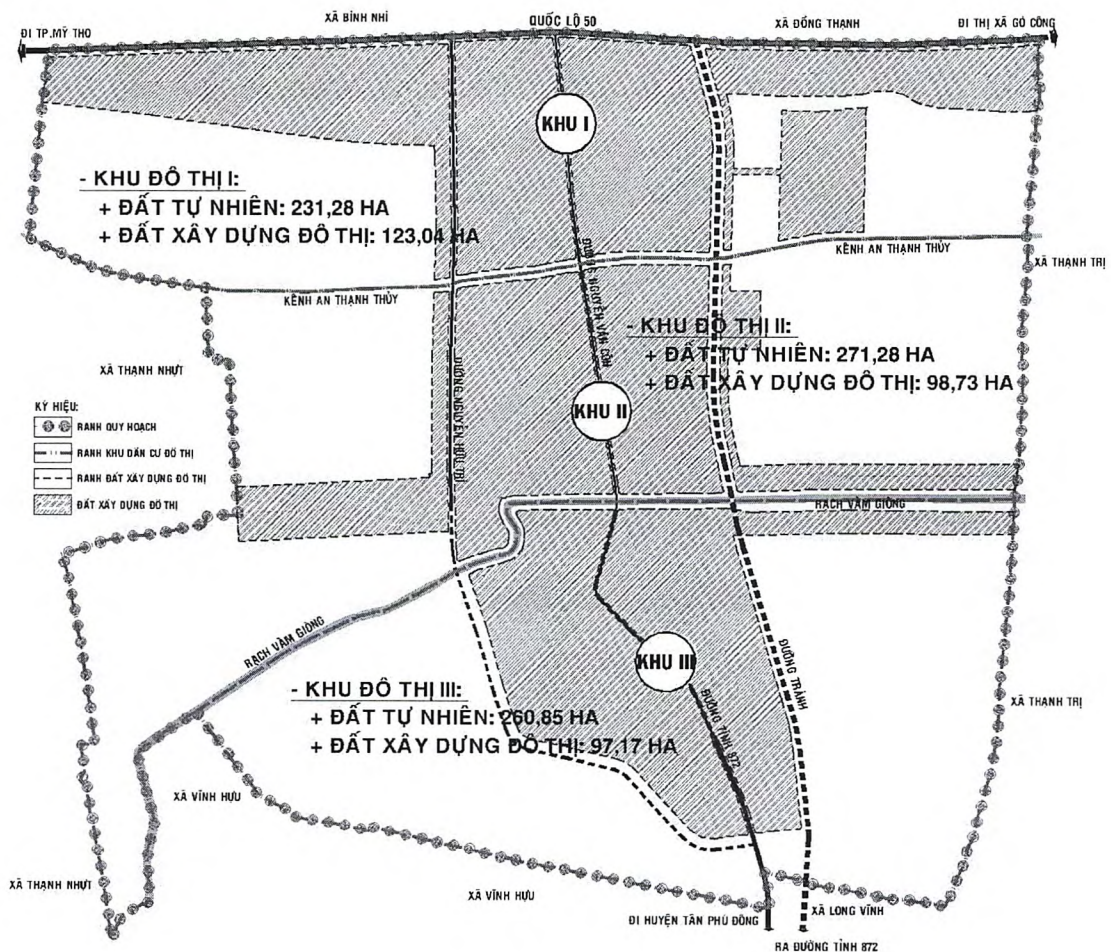 XÃ BÌNH NHÌ
QUỐC LỘ 50
XÃ ĐỒNG THẠNH
ĐI TP.MỸ THO
ĐI THỊ XÃ GÒ CÔNG
KHU I
- KHU ĐÔ THỊ I:
+ ĐẤT TỰ NHIÊN: 231,28 HA
+ ĐẤT XÂY DỰNG ĐÔ THỊ: 123,04 HA
KÊNH AN THẠNH THỦY
XÃ THẠNH TRỊ
KÊNH AN THẠNH THỦY
ĐƯỜNG NGUYỄN VĂN CÔN
- KHU ĐÔ THỊ II:
+ ĐẤT TỰ NHIÊN: 271,28 HA
+ ĐẤT XÂY DỰNG ĐÔ THỊ: 98,73 HA
XÃ THẠNH NHỰT
ĐƯỜNG NGUYỄN HỮU TRÍ
KHU II
KÝ HIỆU:
RANH QUY HOẠCH
RANH KHU DÂN CƯ ĐÔ THỊ
RANH ĐẤT XÂY DỰNG ĐÔ THỊ
ĐẤT XÂY DỰNG ĐÔ THỊ
RẠCH VÀM GIỒNG
RẠCH VÀM GIỒNG
KHU III
ĐƯỜNG TRÁNH
- KHU ĐÔ THỊ III:
+ ĐẤT TỰ NHIÊN: 260,85 HA
+ ĐẤT XÂY DỰNG ĐÔ THỊ: 97,17 HA
ĐƯỜNG TỈNH 872
XÃ THẠNH TRỊ
XÃ VĨNH HỰU
XÃ THẠNH NHỰT
XÃ VĨNH HỰU
ĐI HUYỆN TÂN PHÚ ĐÔNG
XÃ LONG VĨNH
RA ĐƯỜNG TỈNH 872